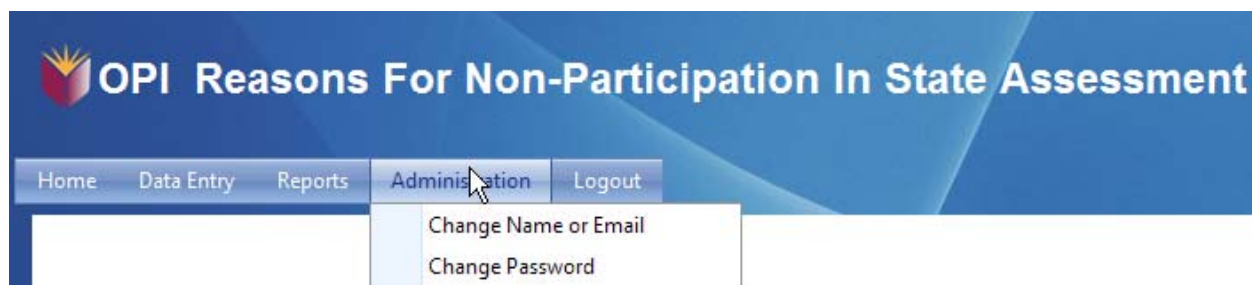 OPI Reasons For Non-Participation In State Assessment
Home Data Entry Reports Administration Logout
Change Name or Email
Change Password